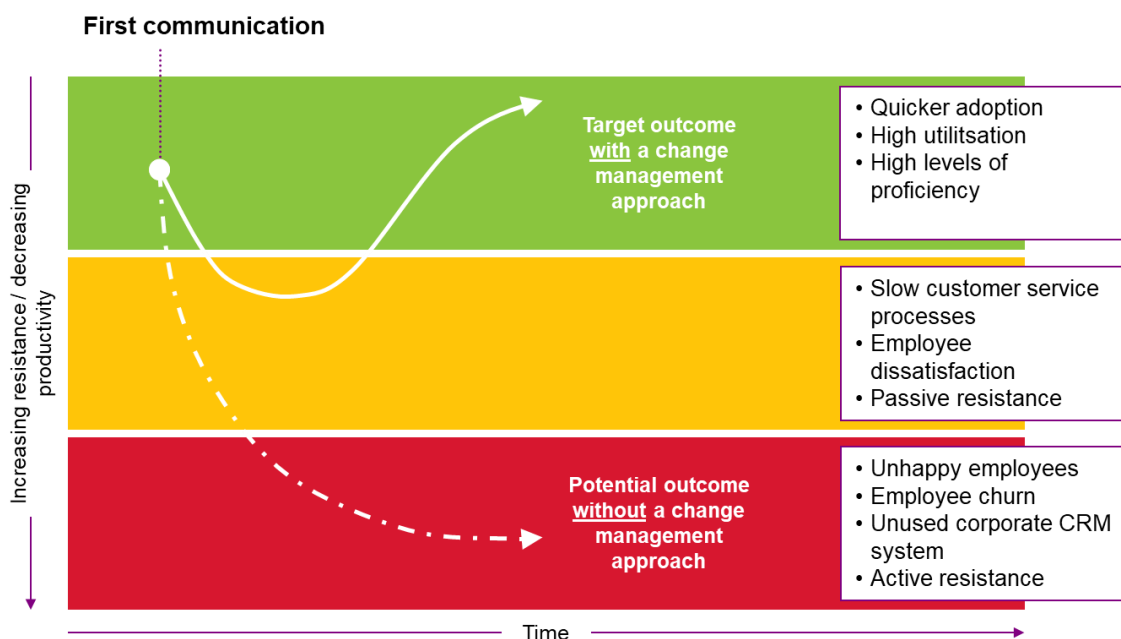 First communication
Increasing resistance / decreasing
productivity
Target outcome
with a change
management
approach
• Quicker adoption
• High utilitsation
• High levels of
proficiency
• Slow customer service
processes
• Employee
dissatisfaction
• Passive resistance
Potential outcome
without a change
management
approach
• Unhappy employees
• Employee churn
• Unused corporate CRM
system
• Active resistance
Time